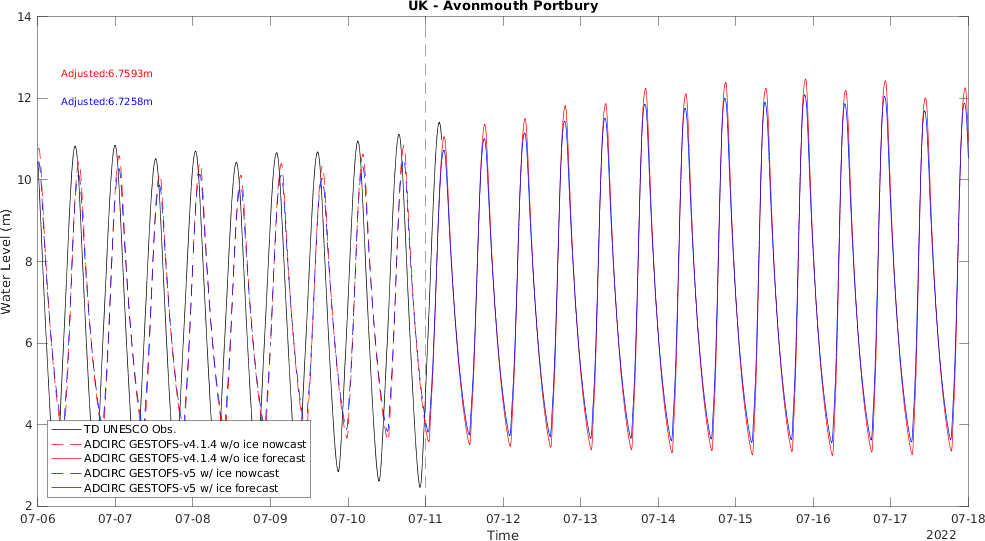 UK - Avonmouth Portbury
14
12
10
8
6
4
2
Water Level (m)
Adjusted:6.7593m
Adjusted:6.7258m
TD UNESCO Obs.
ADCIRC GESTOFS-v4.1.4 w/o ice nowcast
ADCIRC GESTOFS-v4.1.4 w/o ice forecast
ADCIRC GESTOFS-v5 w/ ice nowcast
ADCIRC GESTOFS-v5 w/ ice forecast
07-06 07-07 07-08 07-09 07-10 07-11 07-12 07-13 07-14 07-15 07-16 07-17 07-18
Time
2022